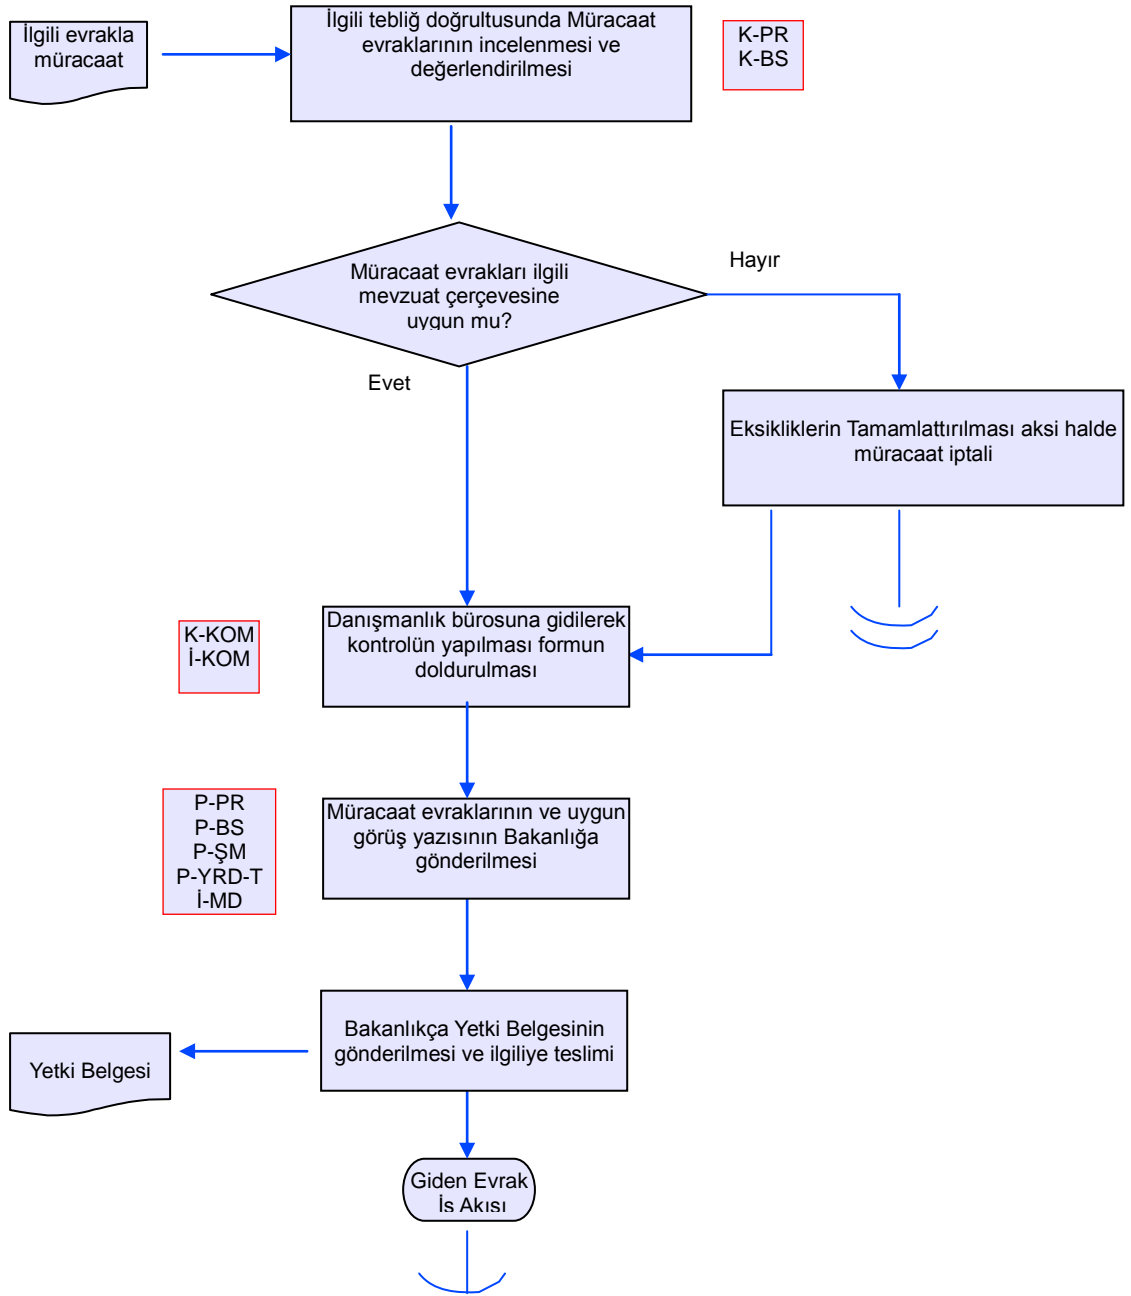 İlgili evrakla
müracaat
İlgili tebliğ doğrultusunda Müracaat
evraklarının incelenmesi ve
değerlendirilmesi
K-PR
K-BS
Müracaat evrakları ilgili
mevzuat çerçevesine
uygun mu?
Hayır
Evet
Eksikliklerin Tamamlattırılması aksi halde
müracaat iptali
K-KOM
İ-KOM
Danışmanlık bürosuna gidilerek
kontrolün yapılması formun
doldurulması
P-PR
P-BS
P-ŞM
P-YRD-T
İ-MD
Müracaat evraklarının ve uygun
görüş yazısının Bakanlığa
gönderilmesi
Bakanlıkça Yetki Belgesinin
gönderilmesi ve ilgiliye teslimi
Yetki Belgesi
Giden Evrak
İş Akışı